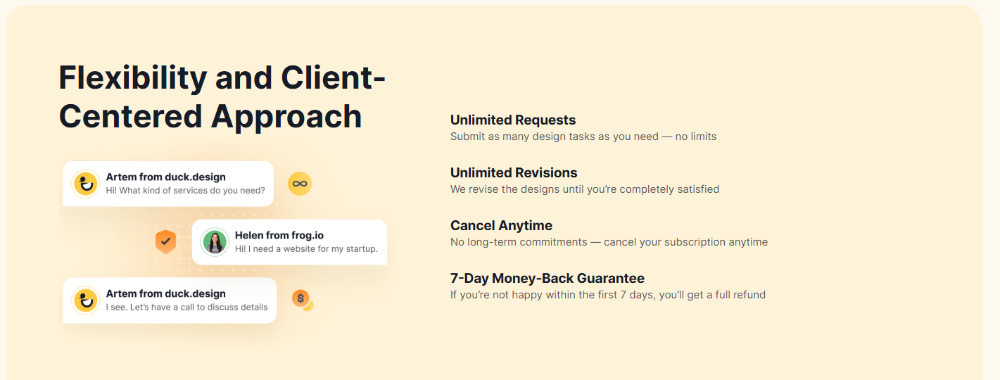 Flexibility and Client-
Centered Approach
Artem from duck.design
Hi! What kind of services do you need?
Helen from frog.io
Hi! I need a website for my startup.
$
Artem from duck.design
I see. Let's have a call to discuss details
Unlimited Requests
Submit as many design tasks as you need — no limits
Unlimited Revisions
We revise the designs until you're completely satisfied
Cancel Anytime
No long-term commitments — cancel your subscription anytime
7-Day Money-Back Guarantee
If you're not happy within the first 7 days, you'll get a full refund